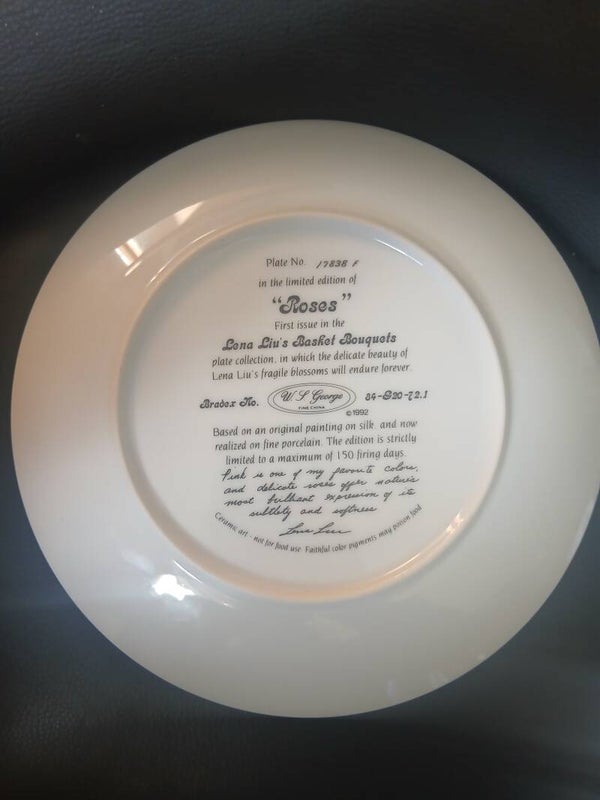 Plate No. 17838 F
in the limited edition of
“Roses”
First issue in the
Lena Liu's Basket Bouquets
plate collection, in which the delicate beauty of
Lena Liu's fragile blossoms will endure forever.
Bradex No. W. S. George 84-G20-72.1
FINE CHINA
©1992
Based on an original painting on silk, and now
realized on fine porcelain. The edition is strictly
limited to a maximum of 150 firing days.
Pink is one of my favorite colors,
and delicate roses offer nature's
most brilliant expression of its
subtlety and softness
Lena Liu
Ceramic art - not for food use. Faithful color pigments may poison food